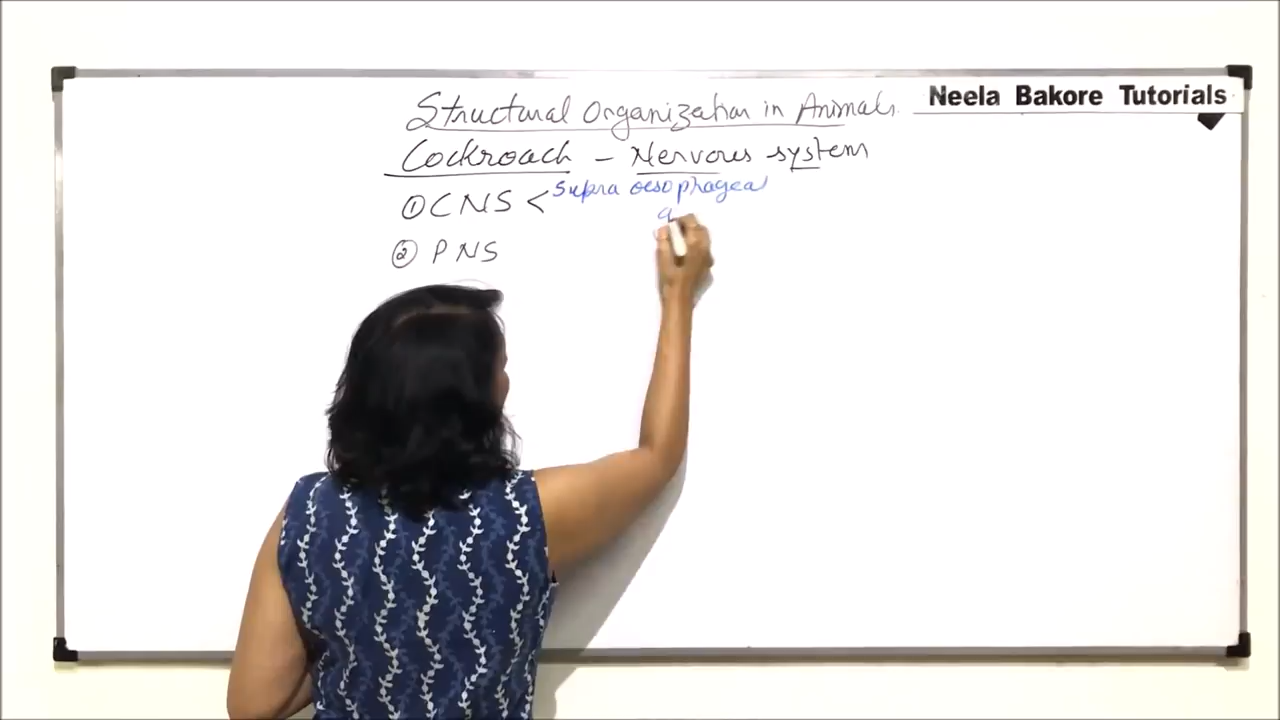 Neela Bakore Tutorials
Structural Organization in Animals.
Cockroach - Nervous system
① CNS < Supra oesophageal
g
② PNS